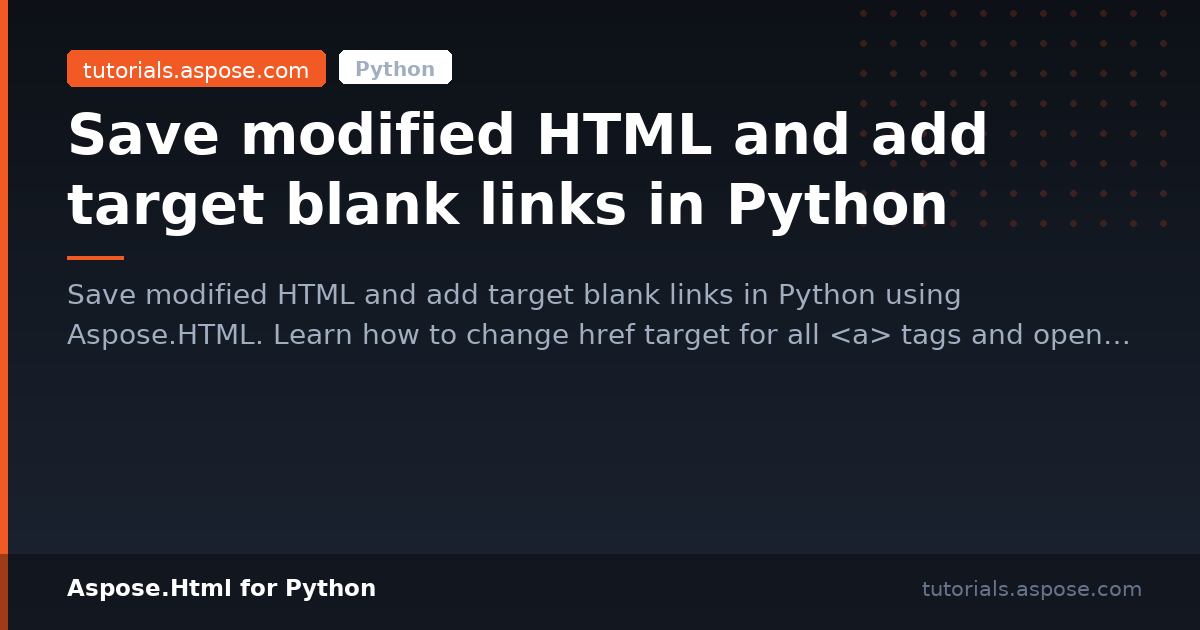 tutorials.aspose.com
Python
Save modified HTML and add
target blank links in Python
Save modified HTML and add target blank links in Python using
Aspose.HTML. Learn how to change href target for all <a> tags and open…
Aspose.Html for Python
tutorials.aspose.com